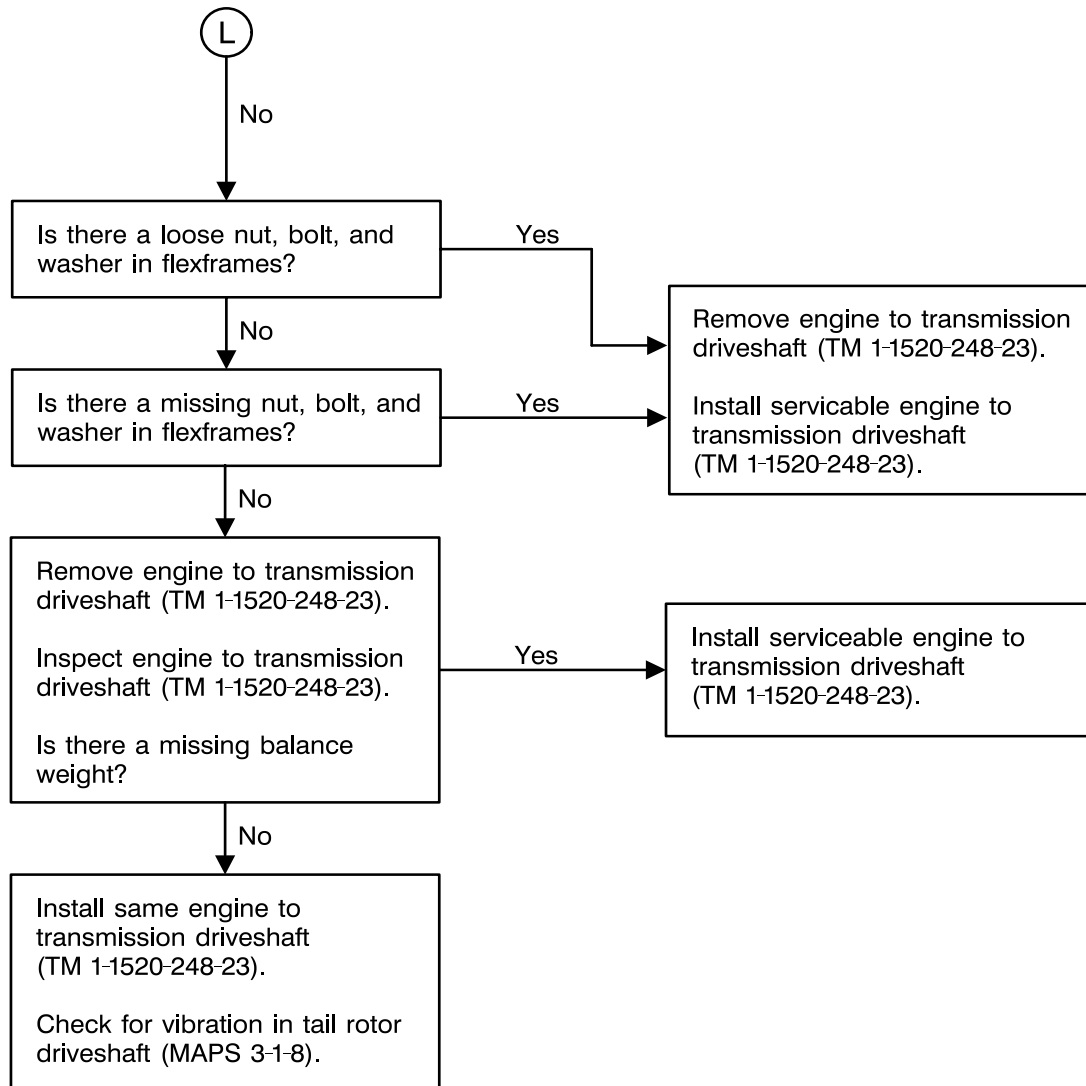 L
No
Is there a loose nut, bolt, and
washer in flexframes?
Yes
Remove engine to transmission
driveshaft (TM 1-1520-248-23).
Install servicable engine to
transmission driveshaft
(TM 1-1520-248-23).
No
Is there a missing nut, bolt, and
washer in flexframes?
Yes
No
Remove engine to transmission
driveshaft (TM 1-1520-248-23).
Inspect engine to transmission
driveshaft (TM 1-1520-248-23).
Is there a missing balance
weight?
Yes
Install serviceable engine to
transmission driveshaft
(TM 1-1520-248-23).
No
Install same engine to
transmission driveshaft
(TM 1-1520-248-23).
Check for vibration in tail rotor
driveshaft (MAPS 3-1-8).